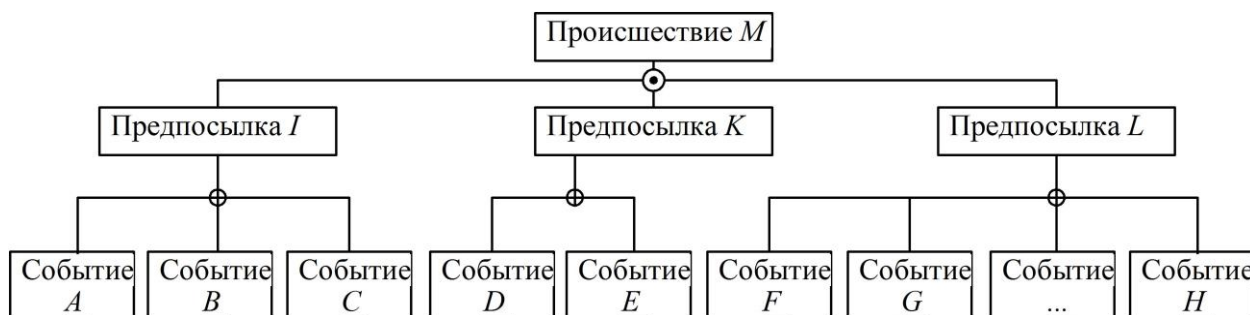 Происшествие M
Предпосылка I
Предпосылка K
Предпосылка L
Событие
A
Событие
B
Событие
C
Событие
D
Событие
E
Событие
F
Событие
G
Событие
...
Событие
H